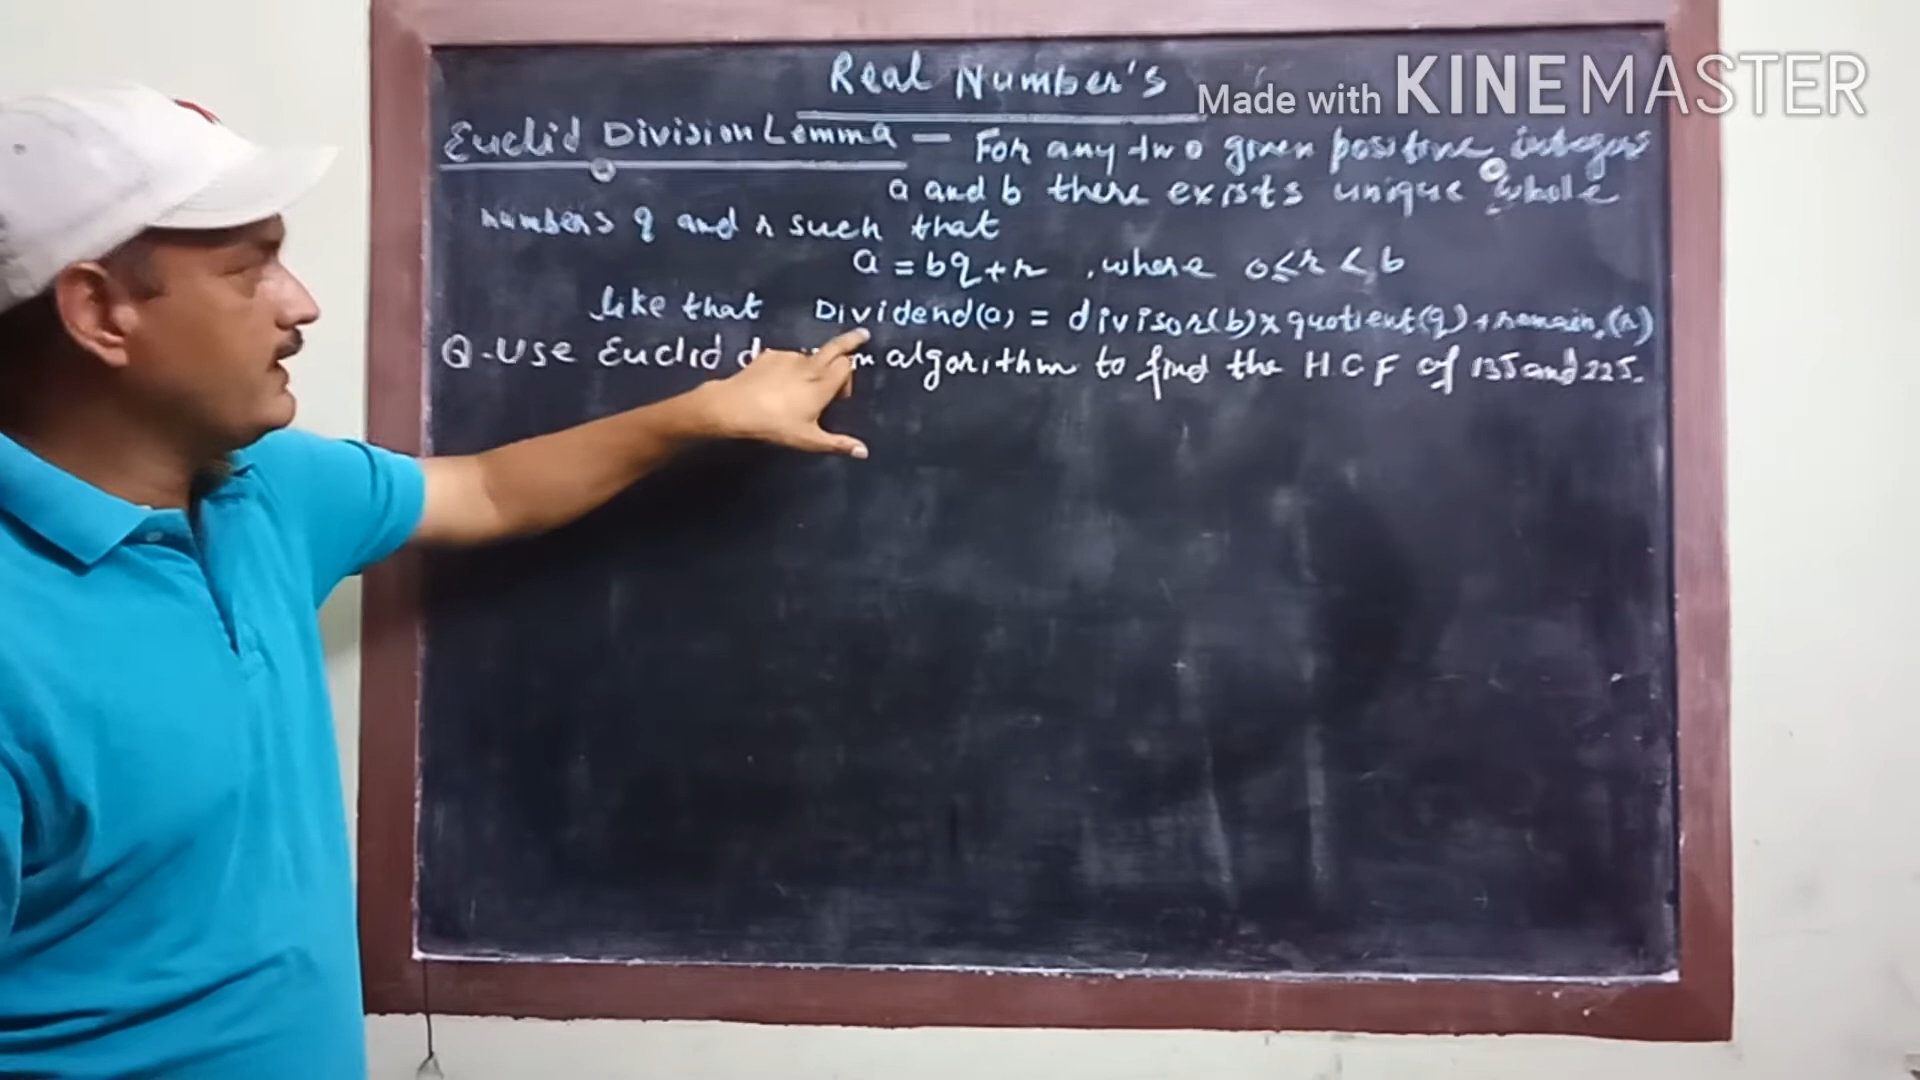 Real Number's
Made with KINEMASTER
Euclid Division Lemma — For any two given positive integers
a and b there exists unique whole
numbers q and r such that
a = bq + r , where 0 ≤ r < b
like that Dividend(a) = divisor(b) x quotient(q) + remain.(r)
Q. Use Euclid algorithm to find the H.C.F of 135 and 225.